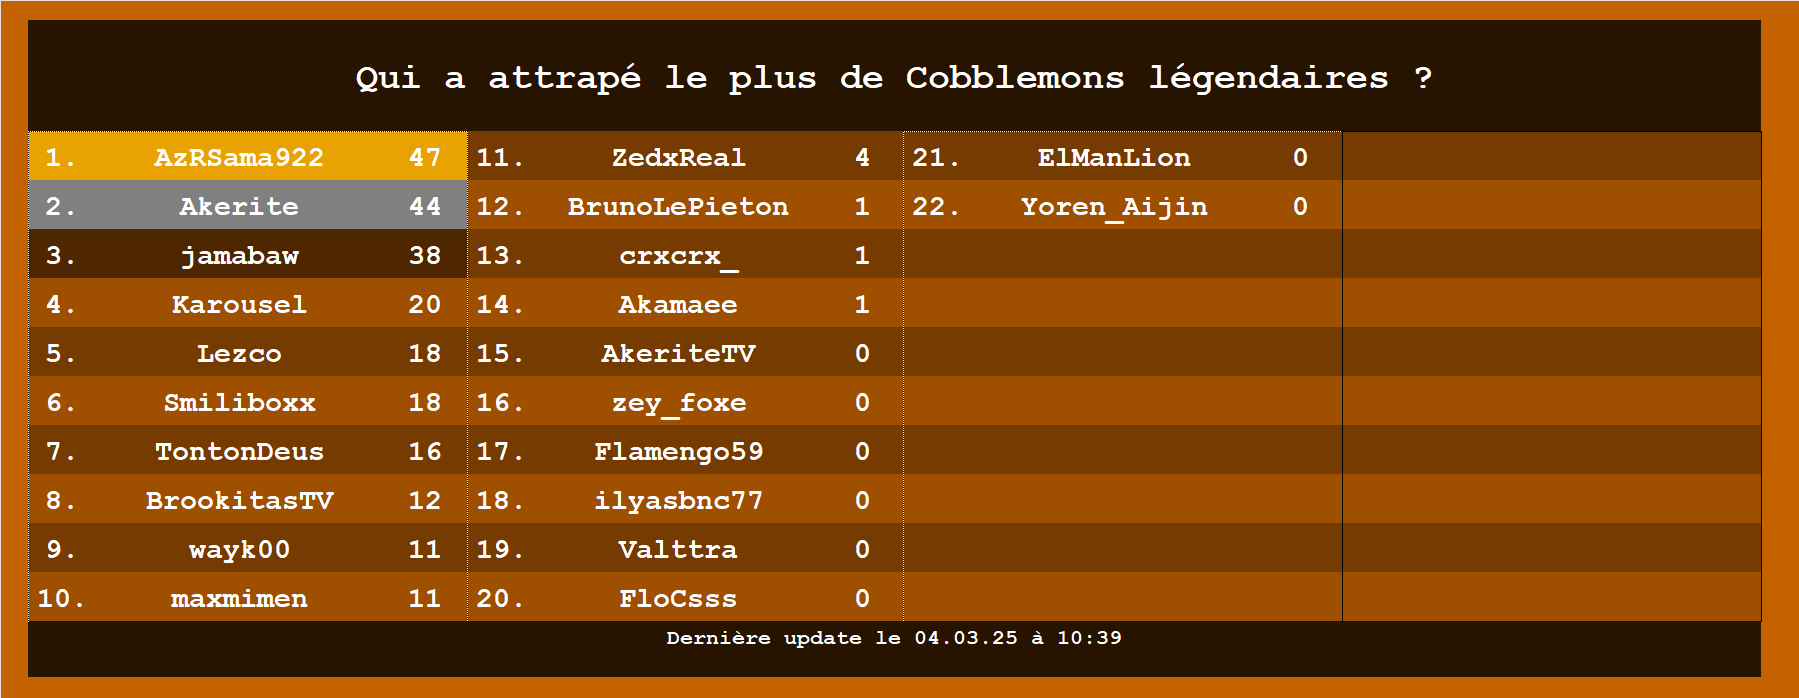 Qui a attrapé le plus de Cobblemons légendaires ?
1. AzRSama922 47
2. Akerite 44
3. jamabaw 38
4. Karousel 20
5. Lezco 18
6. Smiliboxx 18
7. TontonDeus 16
8. BrookitasTV 12
9. wayk00 11
10. maxmimen 11
11. ZedxReal 4
12. BrunoLePieton 1
13. crxcrx_ 1
14. Akamaee 1
15. AkeriteTV 0
16. zey_foxe 0
17. Flamengo59 0
18. ilyasbnc77 0
19. Valttra 0
20. FloCsss 0
21. ElManLion 0
22. Yoren_Aijin 0
Dernière update le 04.03.25 à 10:39